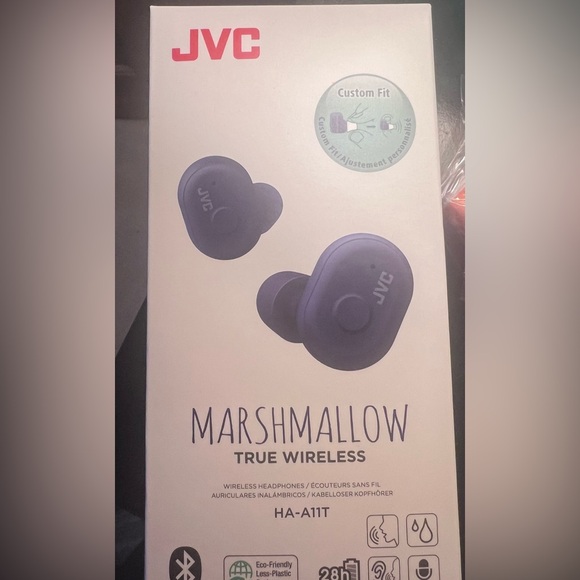 JVC
Custom Fit
Custom Fit/Ajustement personnalisé
JVC
JVC
MARSHMALLOW
TRUE WIRELESS
WIRELESS HEADPHONES / ÉCOUTEURS SANS FIL
AURICULARES INALÁMBRICOS / KABELLOSER KOPFHÖRER
HA-A11T
Eco-Friendly
Less-Plastic
28h